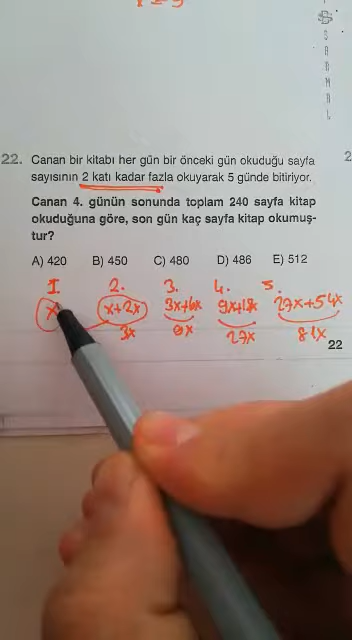 22. Canan bir kitabı her gün bir önceki gün okuduğu sayfa
sayısının 2 katı kadar fazla okuyarak 5 günde bitiriyor.
Canan 4. günün sonunda toplam 240 sayfa kitap
okuduğuna göre, son gün kaç sayfa kitap okumuş-
tur?
A) 420 B) 450 C) 480 D) 486 E) 512
1. 2. 3. 4. 5.
x x+2x 3x+6x 9x+18x 27x+54x
3x 9x 27x 81x
22
S
A
R
M
A
L
2